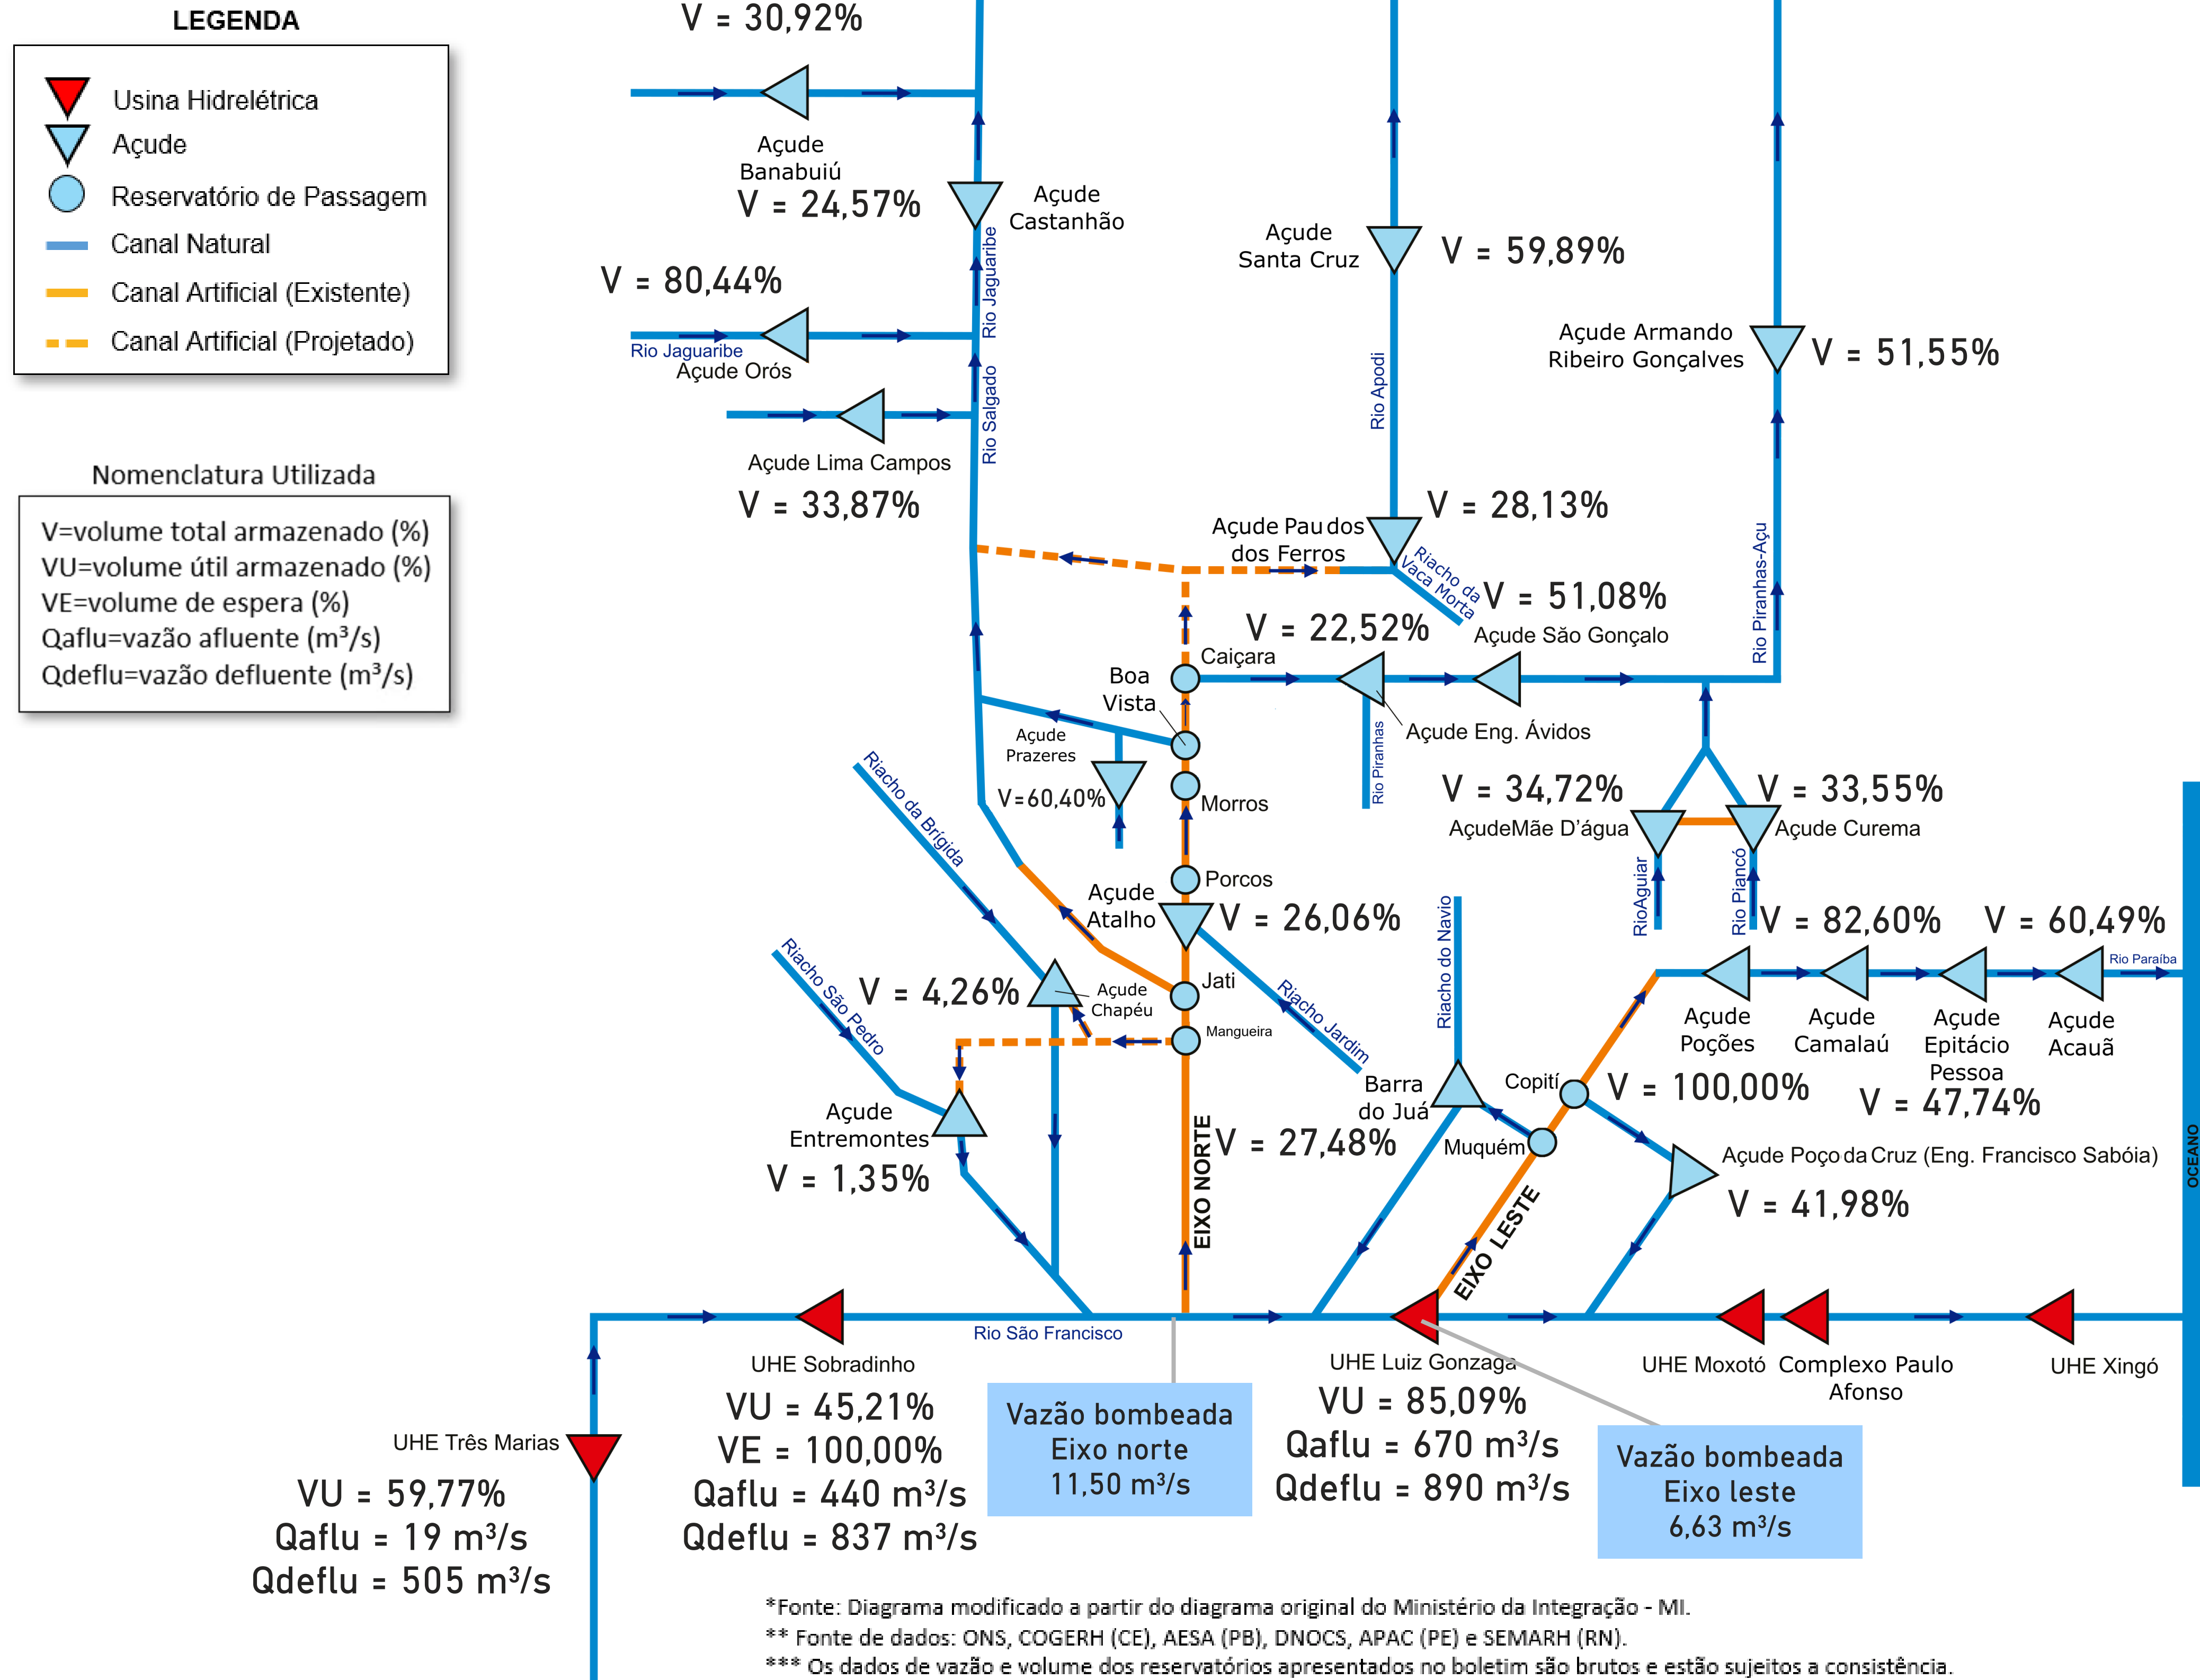 LEGENDA
Usina Hidrelétrica
Açude
Reservatório de Passagem
Canal Natural
Canal Artificial (Existente)
Canal Artificial (Projetado)
Nomenclatura Utilizada
V=volume total armazenado (%)
VU=volume útil armazenado (%)
VE=volume de espera (%)
Qaflu=vazão afluente (m³/s)
Qdeflu=vazão defluente (m³/s)
V = 30,92%
Açude
Banabuiú
V = 24,57%
Açude
Castanhão
Rio Jaguaribe
V = 80,44%
Rio Jaguaribe
Açude Orós
Rio Salgado
Açude Lima Campos
V = 33,87%
Açude
Santa Cruz
V = 59,89%
Rio Apodi
Açude Armando
Ribeiro Gonçalves
V = 51,55%
Rio Piranhas-Açu
Açude Pau dos
dos Ferros
V = 28,13%
Riacho da
Vaca Morta
V = 51,08%
Açude São Gonçalo
V = 22,52%
Caiçara
Boa
Vista
Açude Eng. Ávidos
Rio Piranhas
Açude
Prazeres
V=60,40%
Morros
Porcos
V = 34,72%
AçudeMãe D'água
V = 33,55%
Açude Curema
RioAguiar
Rio Piancó
Riacho da Brígida
Açude
Atalho
V = 26,06%
Riacho São Pedro
V = 4,26%
Açude
Chapéu
Jati
Mangueira
Riacho Jardim
Riacho do Navio
V = 82,60%
V = 60,49%
Rio Paraíba
Açude
Poções
Açude
Camalaú
Açude
Epitácio
Pessoa
Açude
Acauã
V = 100,00%
V = 47,74%
Barra
do Juá
Copití
Muquém
V = 27,48%
Açude
Entremontes
V = 1,35%
EIXO NORTE
EIXO LESTE
Açude Poço da Cruz (Eng. Francisco Sabóia)
V = 41,98%
OCEANO
Rio São Francisco
UHE Sobradinho
VU = 45,21%
VE = 100,00%
Qaflu = 440 m³/s
Qdeflu = 837 m³/s
UHE Três Marias
VU = 59,77%
Qaflu = 19 m³/s
Qdeflu = 505 m³/s
Vazão bombeada
Eixo norte
11,50 m³/s
UHE Luiz Gonzaga
VU = 85,09%
Qaflu = 670 m³/s
Qdeflu = 890 m³/s
Vazão bombeada
Eixo leste
6,63 m³/s
UHE Moxotó
Complexo Paulo
Afonso
UHE Xingó
*Fonte: Diagrama modificado a partir do diagrama original do Ministério da Integração - MI.
** Fonte de dados: ONS, COGERH (CE), AESA (PB), DNOCS, APAC (PE) e SEMARH (RN).
*** Os dados de vazão e volume dos reservatórios apresentados no boletim são brutos e estão sujeitos a consistência.